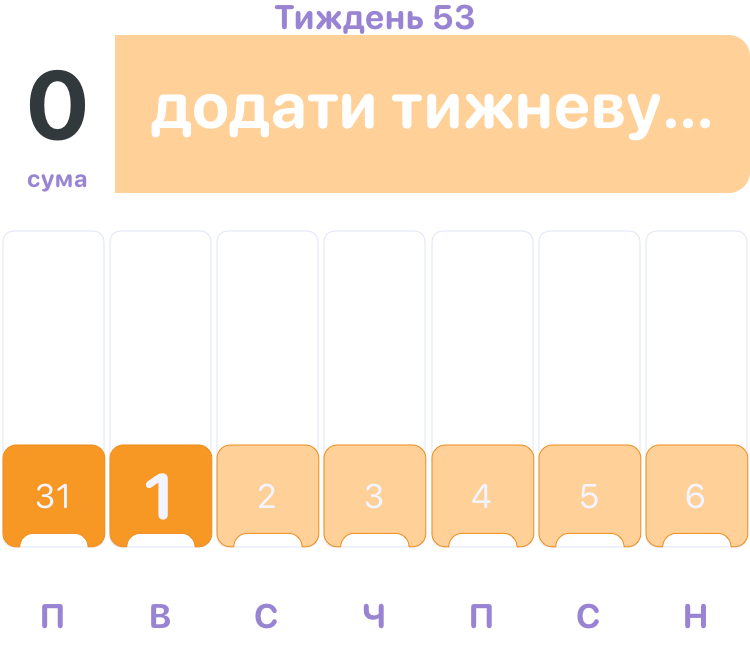 Тиждень 53
0
додати тижневу...
сума
31 1 2 3 4 5 6
П В С Ч П С Н